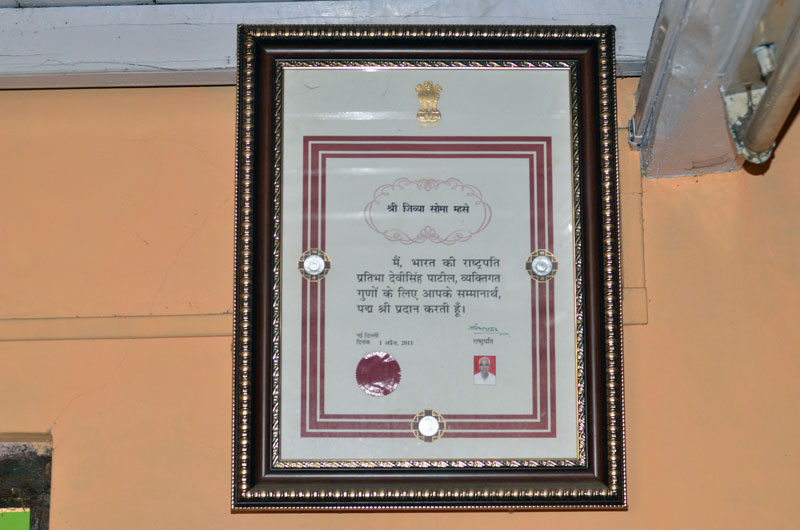 श्री जिव्या सोमा म्हसे
मैं, भारत की राष्ट्रपति
प्रतिभा देवीसिंह पाटील, व्यक्तिगत
गुणों के लिए आपके सम्मानार्थ,
पद्म श्री प्रदान करती हूँ।
नई दिल्ली
दिनांक 1 अप्रैल, 2011
राष्ट्रपति